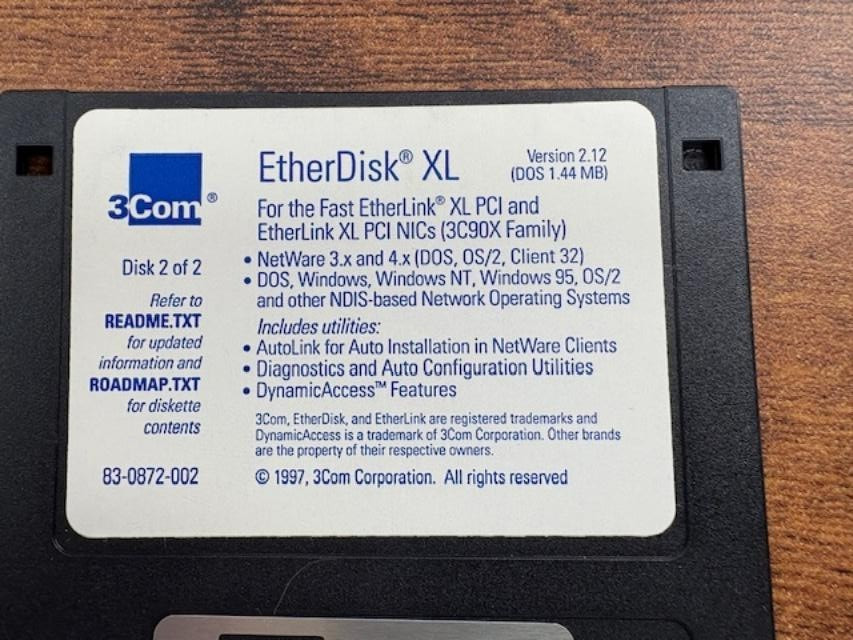 3Com®
Disk 2 of 2
Refer to
README.TXT
for updated
information and
ROADMAP.TXT
for diskette
contents
83-0872-002
EtherDisk® XL
Version 2.12
(DOS 1.44 MB)
For the Fast EtherLink® XL PCI and
EtherLink XL PCI NICs (3C90X Family)
• NetWare 3.x and 4.x (DOS, OS/2, Client 32)
• DOS, Windows, Windows NT, Windows 95, OS/2
and other NDIS-based Network Operating Systems
Includes utilities:
• AutoLink for Auto Installation in NetWare Clients
• Diagnostics and Auto Configuration Utilities
• DynamicAccess™ Features
3Com, EtherDisk, and EtherLink are registered trademarks and
DynamicAccess is a trademark of 3Com Corporation. Other brands
are the property of their respective owners.
© 1997, 3Com Corporation. All rights reserved